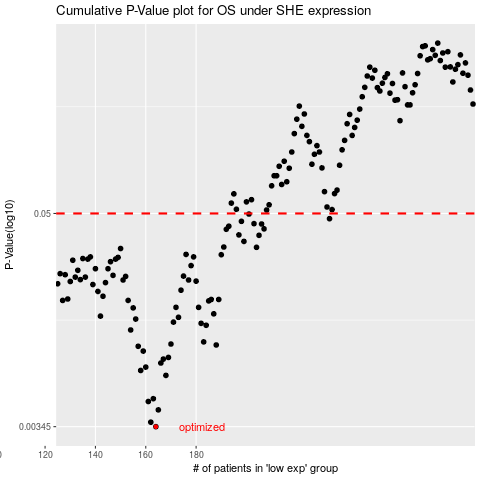 Cumulative P-Value plot for OS under SHE expression
P-Value(log10)
0.05
0.00345
optimized
0 120 140 160 180
# of patients in 'low exp' group